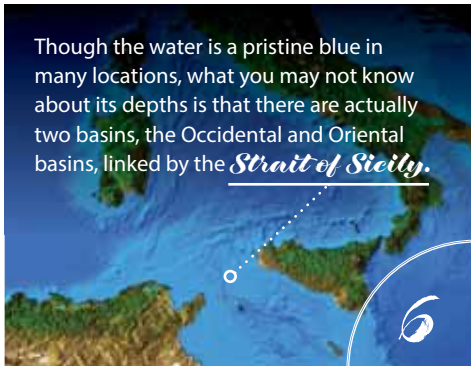 Though the water is a pristine blue in
many locations, what you may not know
about its depths is that there are actually
two basins, the Occidental and Oriental
basins, linked by the Strait of Sicily.
6